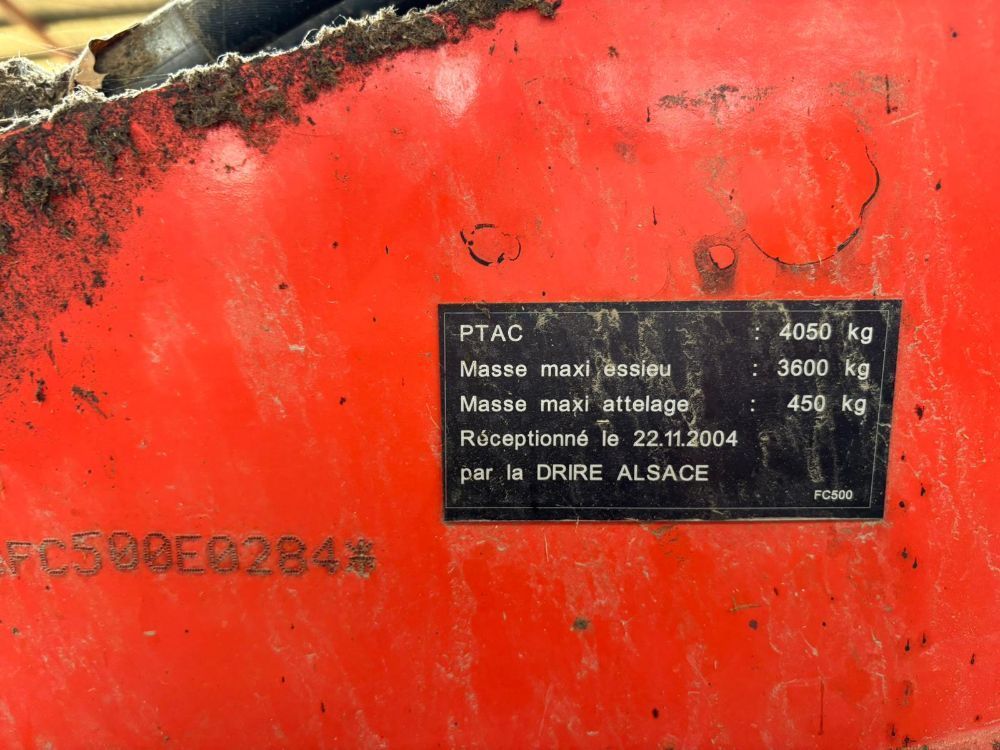 PTAC : 4050 kg
Masse maxi essieu : 3600 kg
Masse maxi attelage : 450 kg
Réceptionné le 22.11.2004
par la DRIRE ALSACE
FC500
FC500E0284*